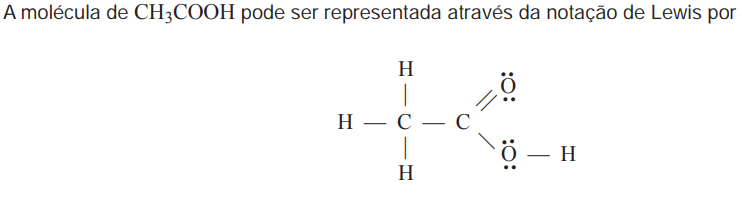 A molécula de CH₃COOH pode ser representada através da notação de Lewis por
H
O
H — C — C
O — H
H